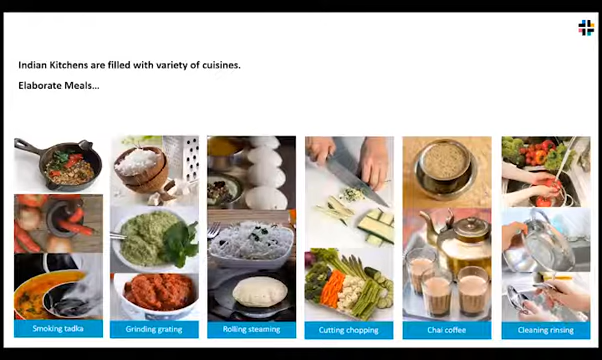 Indian Kitchens are filled with variety of cuisines.
Elaborate Meals...
Smoking tadka
Grinding grating
Rolling steaming
Cutting chopping
Chai coffee
Cleaning rinsing